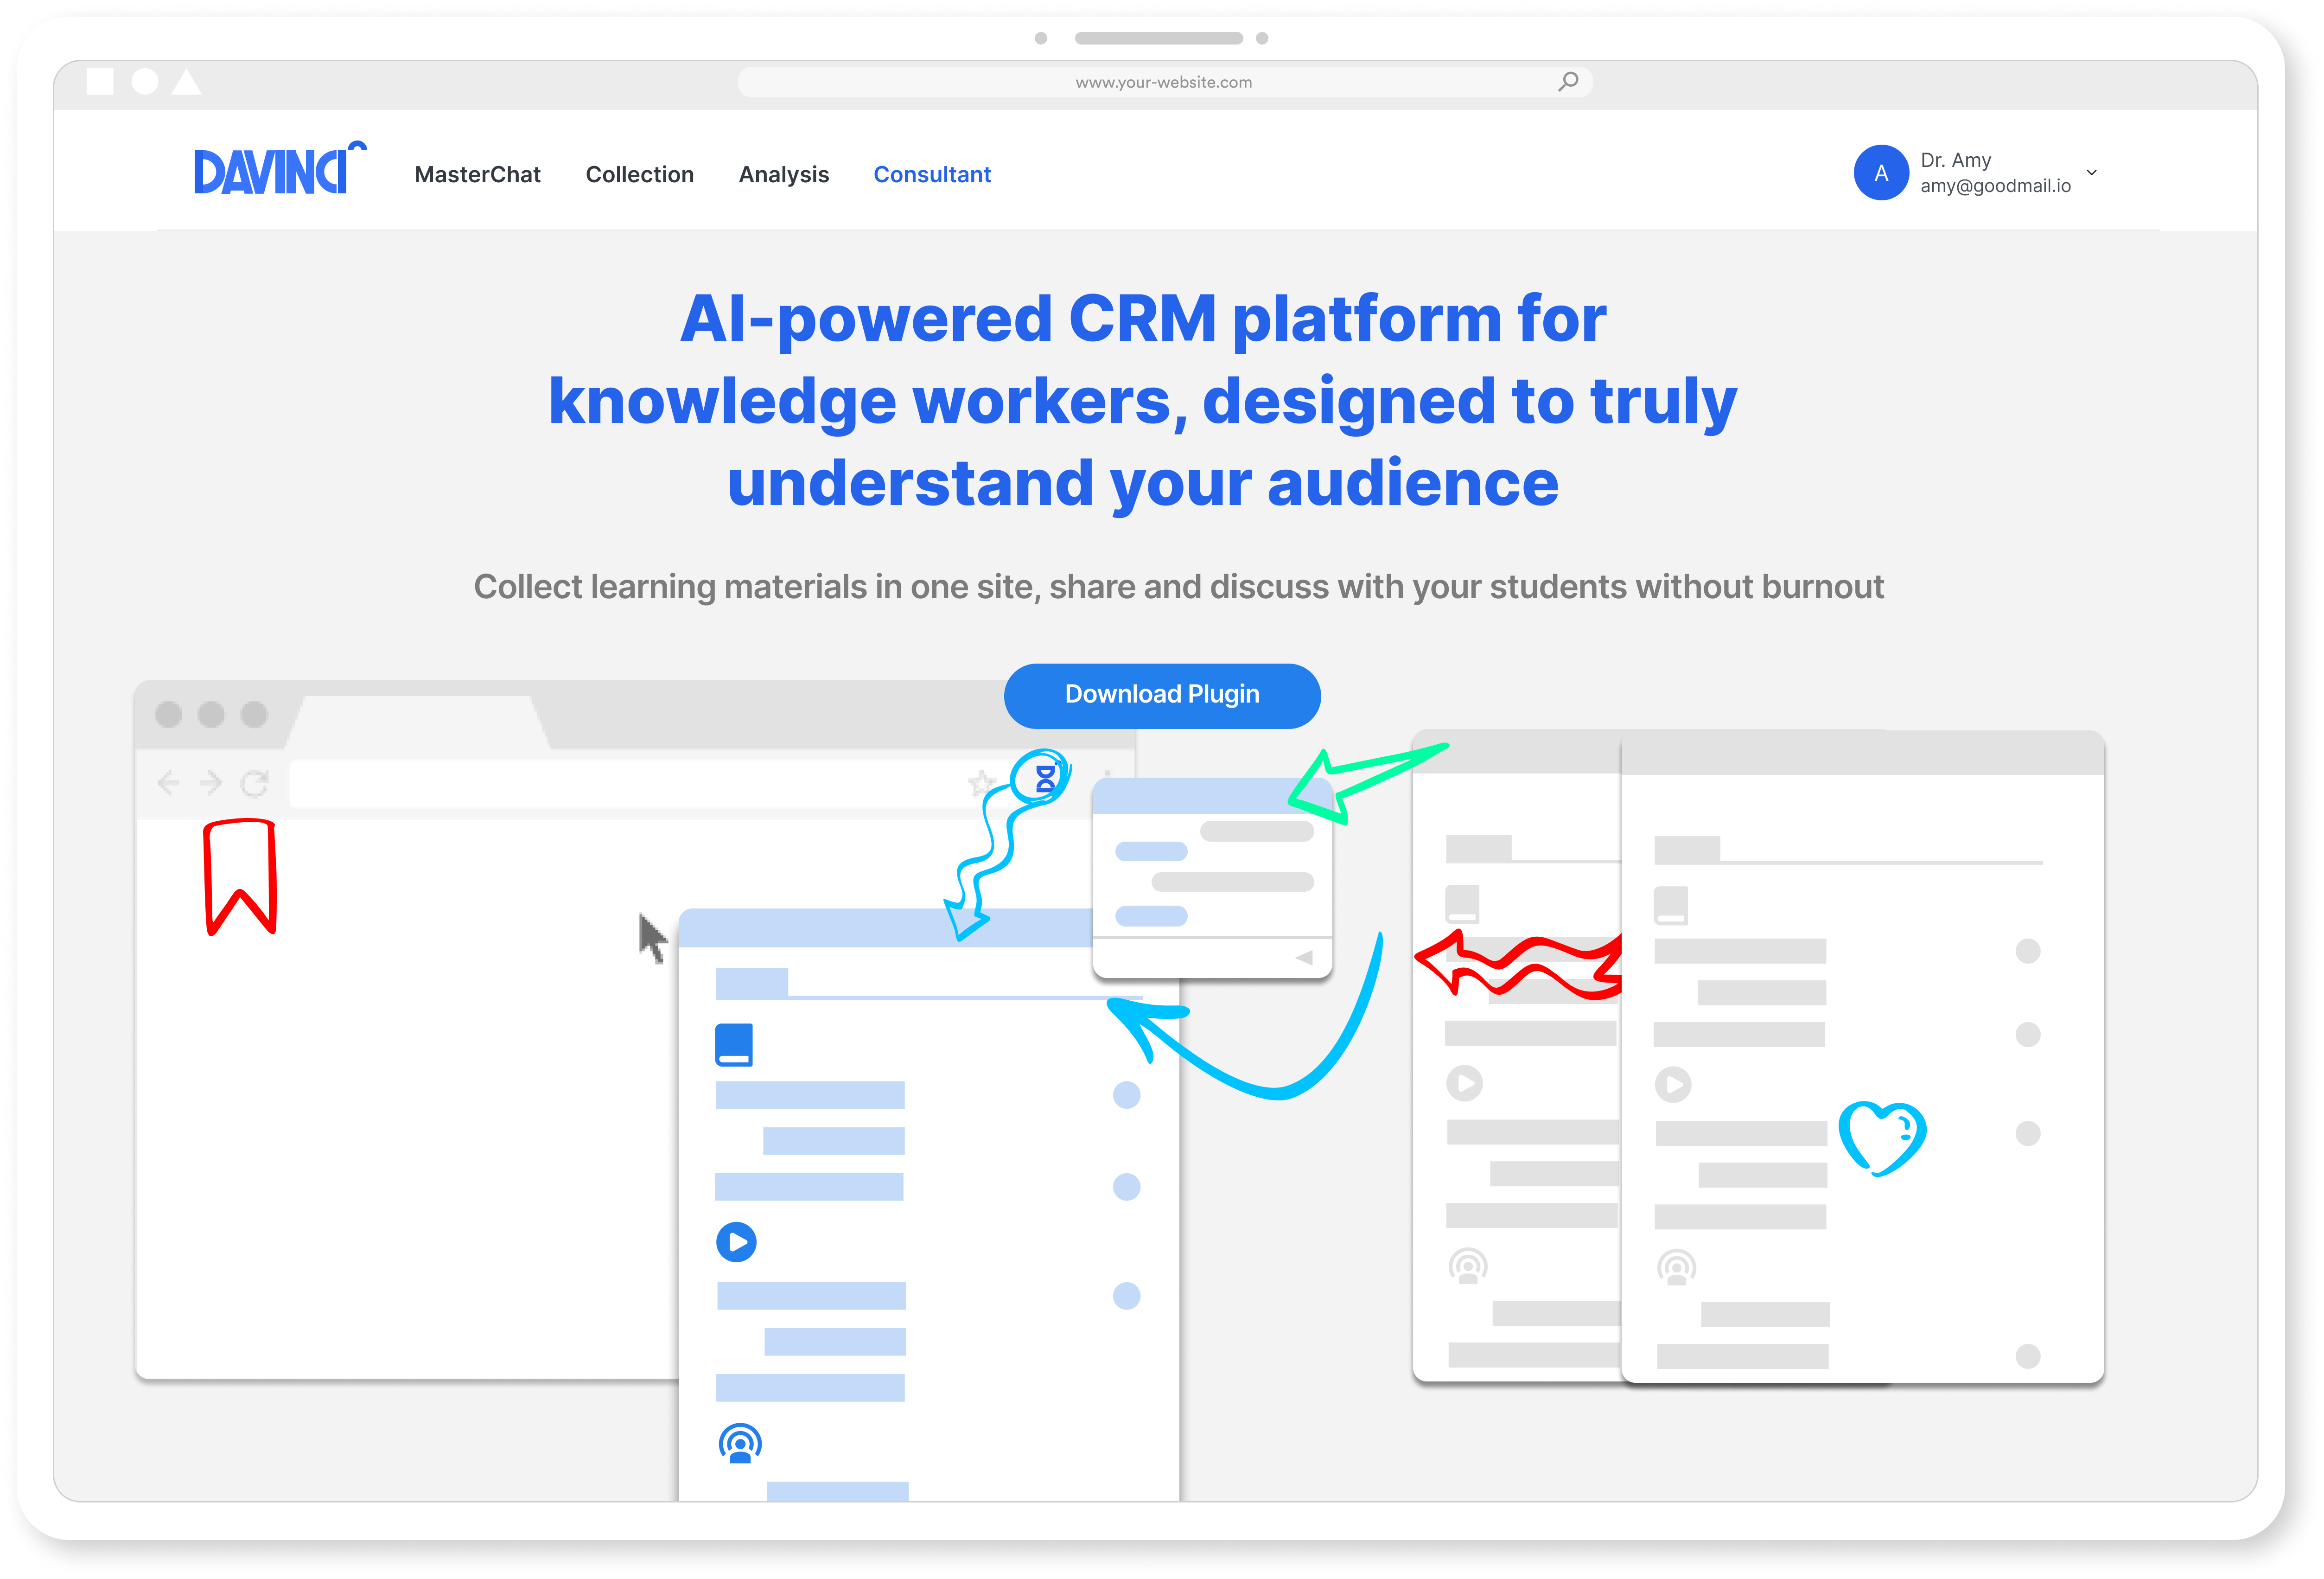 www.your-website.com
DAVINCI
MasterChat
Collection
Analysis
Consultant
A
Dr. Amy
amy@goodmail.io
AI-powered CRM platform for
knowledge workers, designed to truly
understand your audience
Collect learning materials in one site, share and discuss with your students without burnout
Download Plugin
DCI